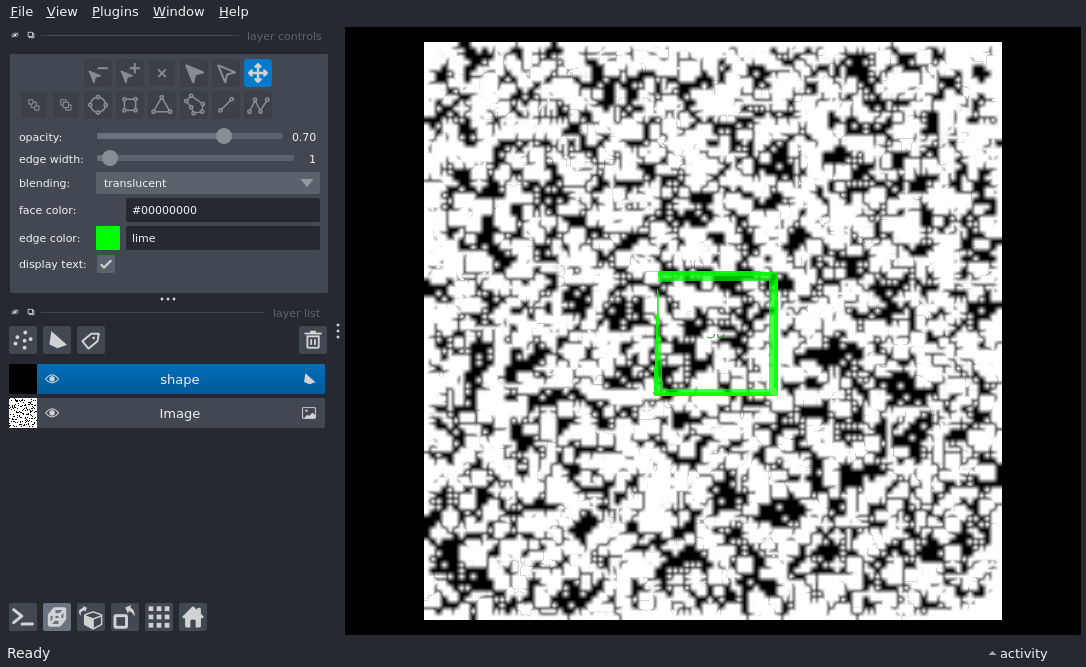 File View Plugins Window Help
layer controls
opacity: 0.70
edge width: 1
blending: translucent
face color: #00000000
edge color: lime
display text:
layer list
shape
Image
Ready
activity